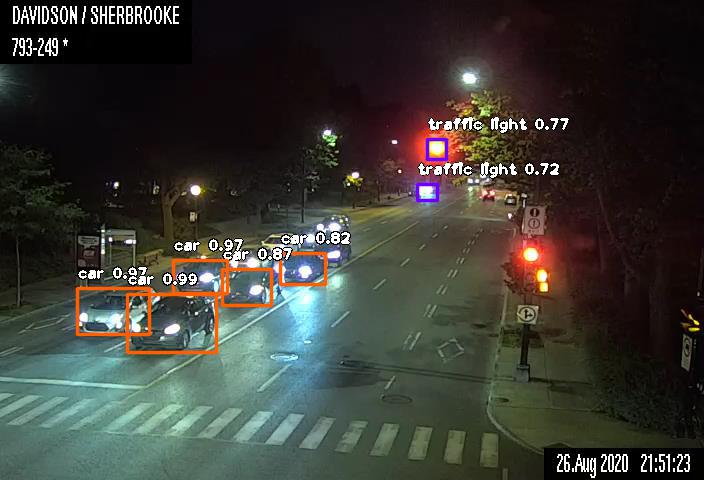 DAVIDSON / SHERBROOKE
793-249 *
traffic light 0.77
traffic light 0.72
car 0.97
car 0.82
car 0.87
car 0.97
car 0.99
26.Aug 2020 21:51:23